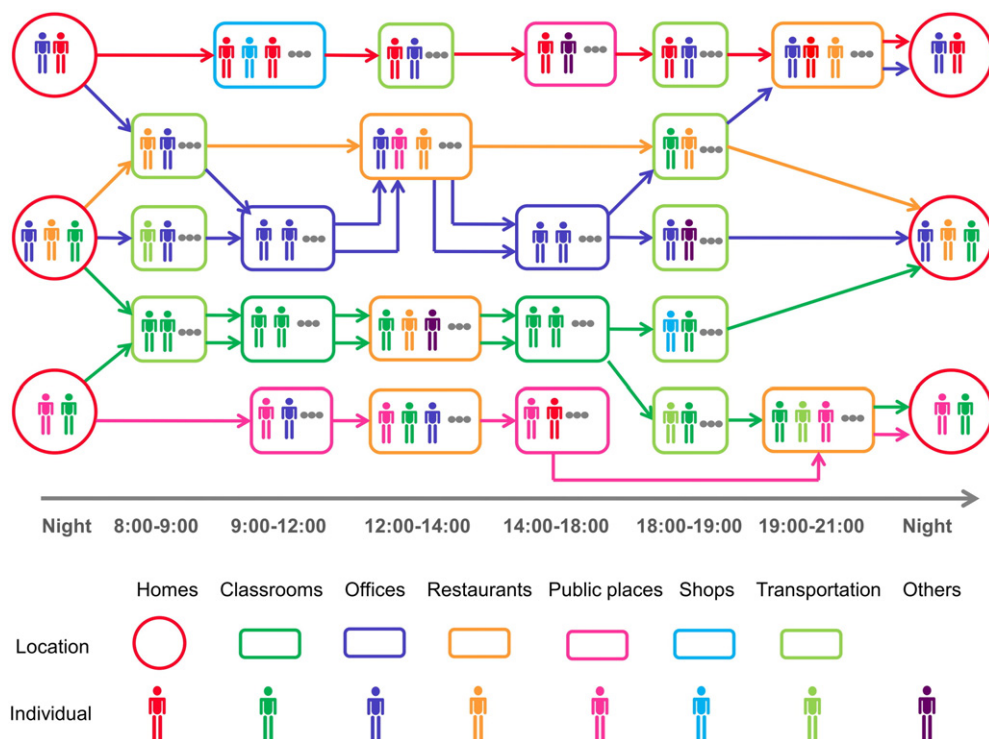 Night 8:00-9:00 9:00-12:00 12:00-14:00 14:00-18:00 18:00-19:00 19:00-21:00 Night
Homes Classrooms Offices Restaurants Public places Shops Transportation Others
Location
Individual